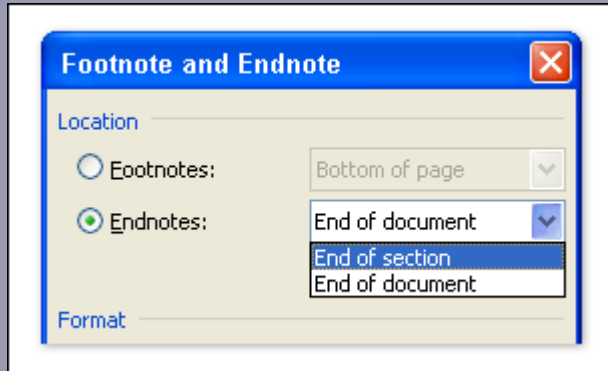 Footnote and Endnote
Location
Footnotes: Bottom of page
Endnotes: End of document
End of section
End of document
Format